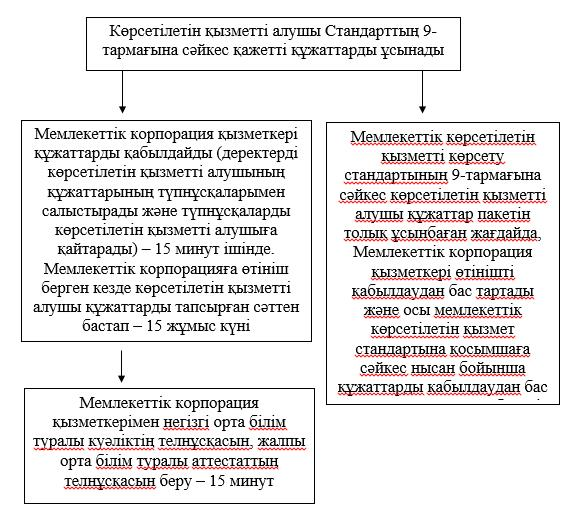 Көрсетілетін қызметті алушы Стандарттың 9-
тармағына сәйкес қажетті құжаттарды ұсынады
Мемлекеттік корпорация қызметкері
құжаттарды қабылдайды (деректерді
көрсетілетін қызметті алушының
құжаттарының түпнұсқаларымен
салыстырады және түпнұсқаларды
көрсетілетін қызметті алушыға
қайтарады) – 15 минут ішінде.
Мемлекеттік корпорацияға өтініш
берген кезде көрсетілетін қызметті
алушы құжаттарды тапсырған сәттен
бастап – 15 жұмыс күні
Мемлекеттік көрсетілетін
қызметті көрсету
стандартының 9-тармағына
сәйкес көрсетілетін қызметті
алушы құжаттар пакетін
толық ұсынбаған жағдайда,
Мемлекеттік корпорация
қызметкері өтінішті
қабылдаудан бас тартады
және осы мемлекеттік
көрсетілетін қызмет
стандартына қосымшаға
сәйкес нысан бойынша
құжаттарды қабылдаудан бас
Мемлекеттік корпорация
қызметкерімен негізгі орта білім
туралы куәліктің телнұсқасын, жалпы
орта білім туралы аттестаттың
телнұсқасын беру – 15 минут